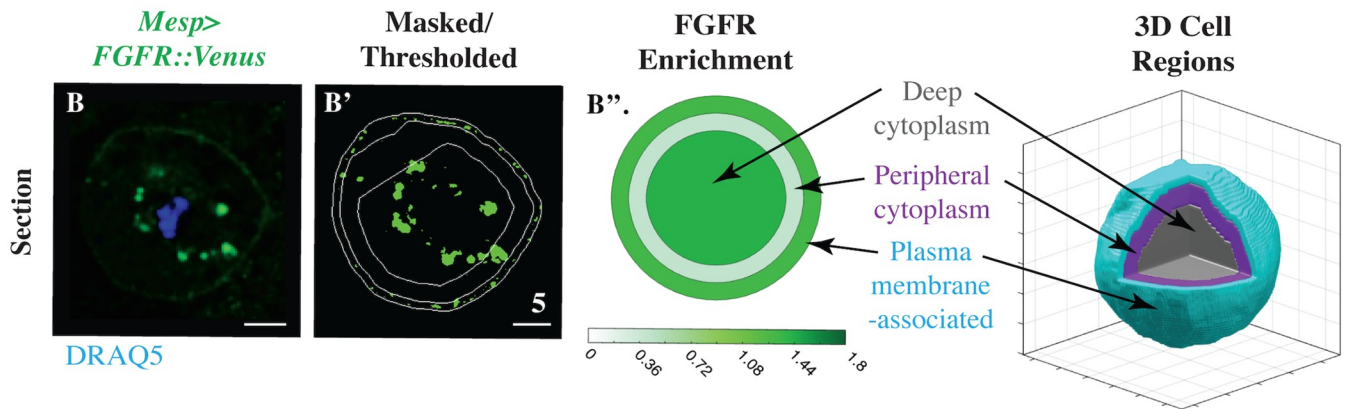 Mesp>
FGFR::Venus
Masked/
Thresholded
FGFR
Enrichment
3D Cell
Regions
Section
B
B’
5
B”.
Deep
cytoplasm
Peripheral
cytoplasm
Plasma
membrane
-associated
0
0.36
0.72
1.08
1.44
1.8
DRAQ5